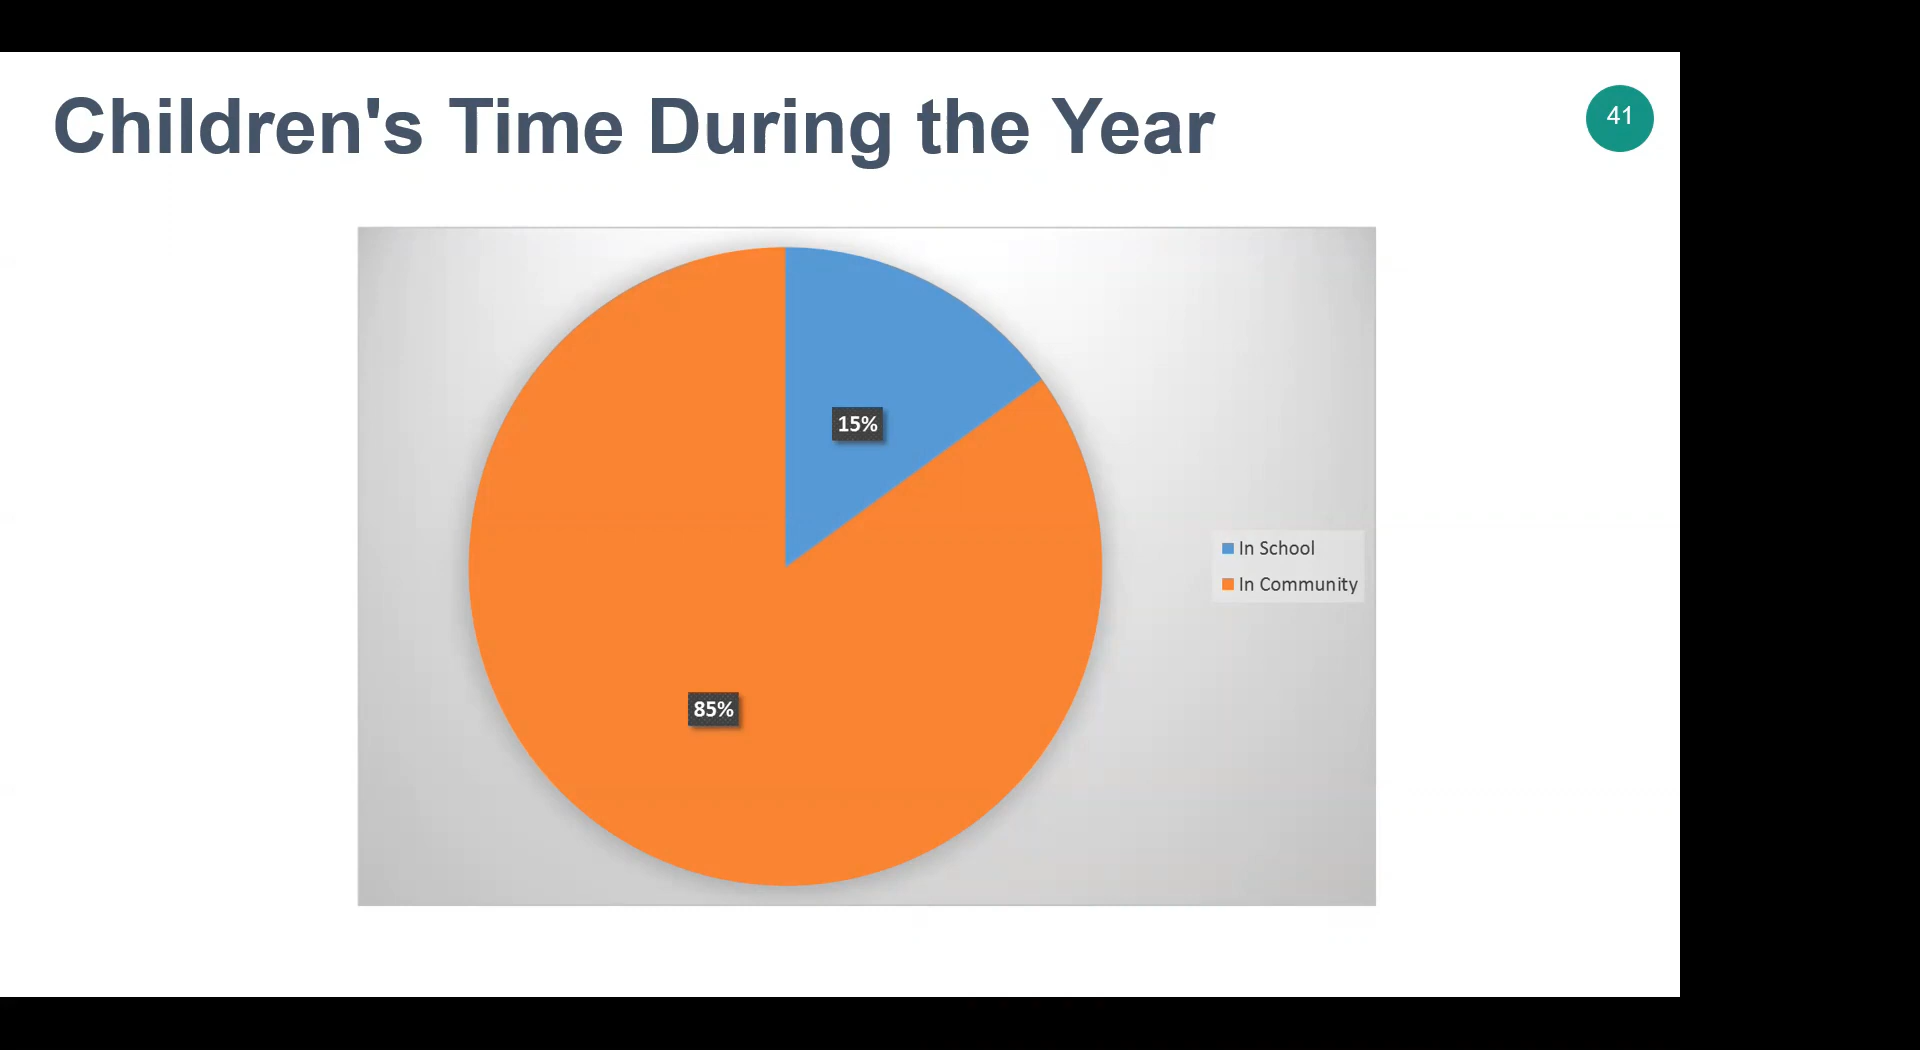 Children's Time During the Year
41
15%
In School
In Community
85%